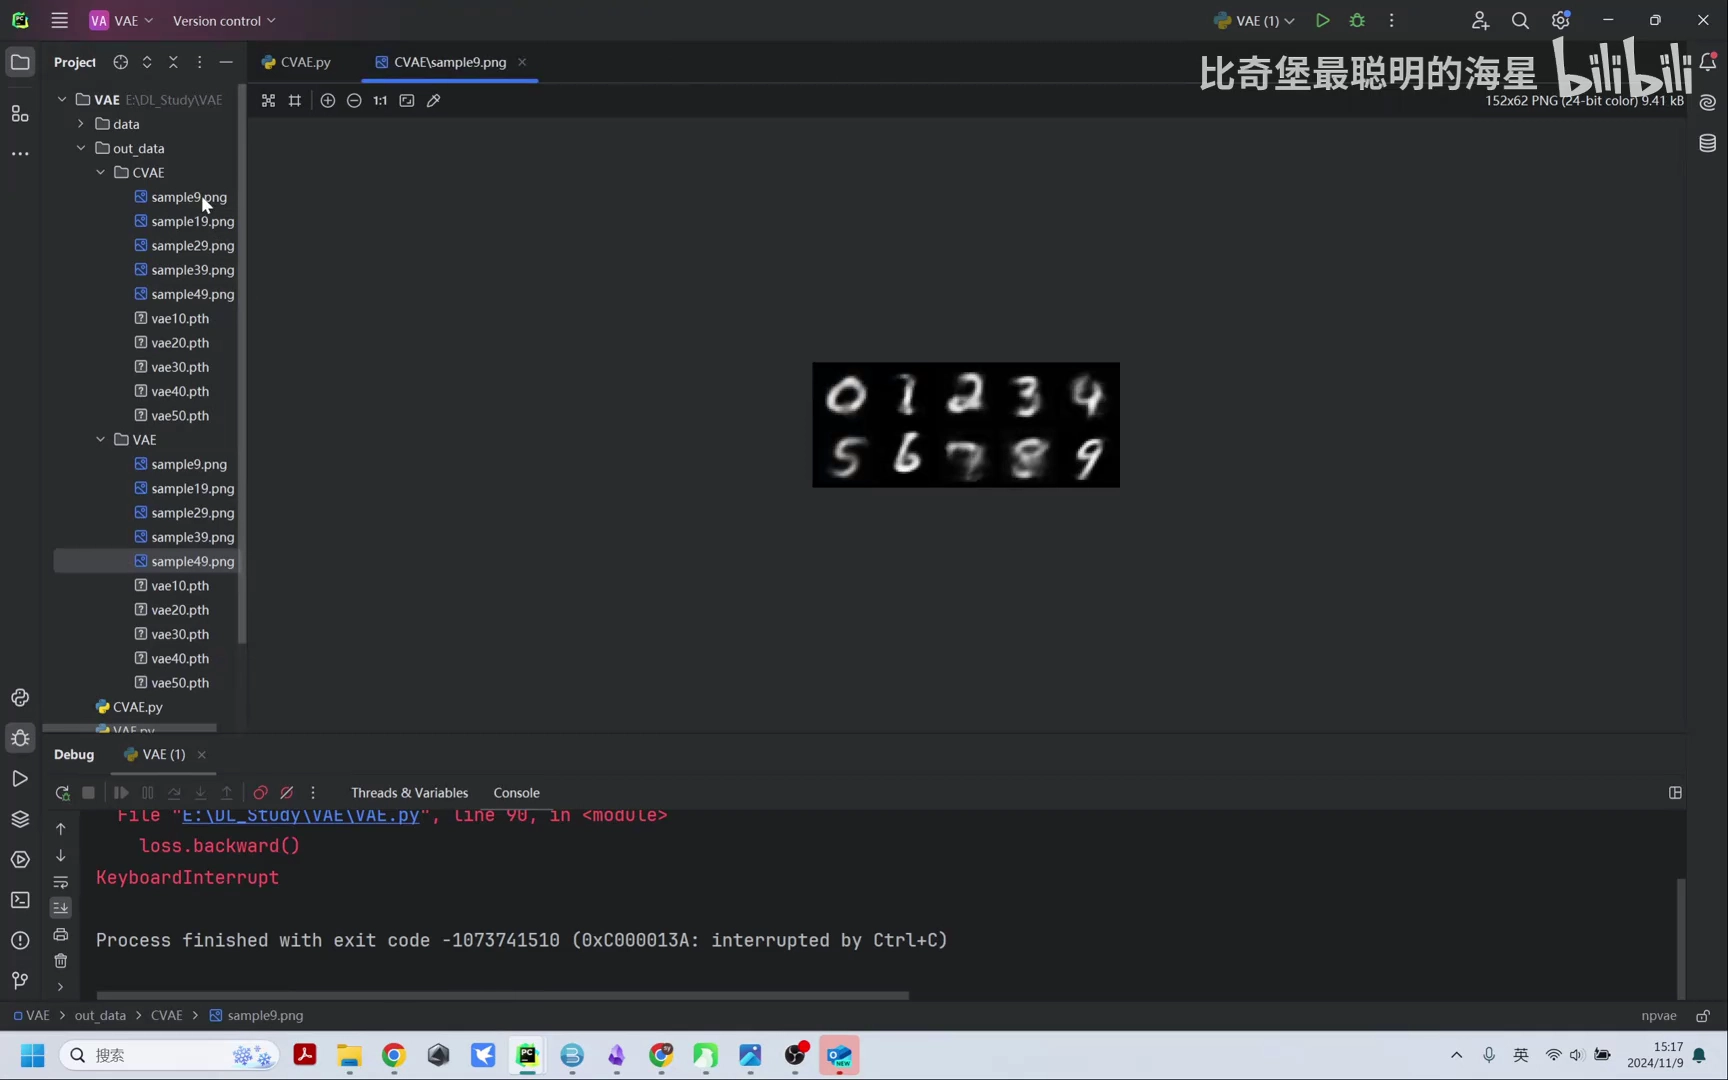 VA VAE Version control
VAE (1)
Project
CVAE.py
CVAE\sample9.png
比奇堡最聪明的海星 bilibili
1:1
152x62 PNG (24-bit color) 9.41 kB
VAE E:\DL_Study\VAE
data
out_data
CVAE
sample9.png
sample19.png
sample29.png
sample39.png
sample49.png
vae10.pth
vae20.pth
vae30.pth
vae40.pth
vae50.pth
VAE
sample9.png
sample19.png
sample29.png
sample39.png
sample49.png
vae10.pth
vae20.pth
vae30.pth
vae40.pth
vae50.pth
CVAE.py
VAE.py
0 1 2 3 4
5 6 7 8 9
Debug VAE (1)
Threads & Variables Console
File "E:\DL_Study\VAE\VAE.py", line 90, in <module>
loss.backward()
KeyboardInterrupt
Process finished with exit code -1073741510 (0xC000013A: interrupted by Ctrl+C)
VAE > out_data > CVAE > sample9.png
npvae
搜索
英
15:17
2024/11/9